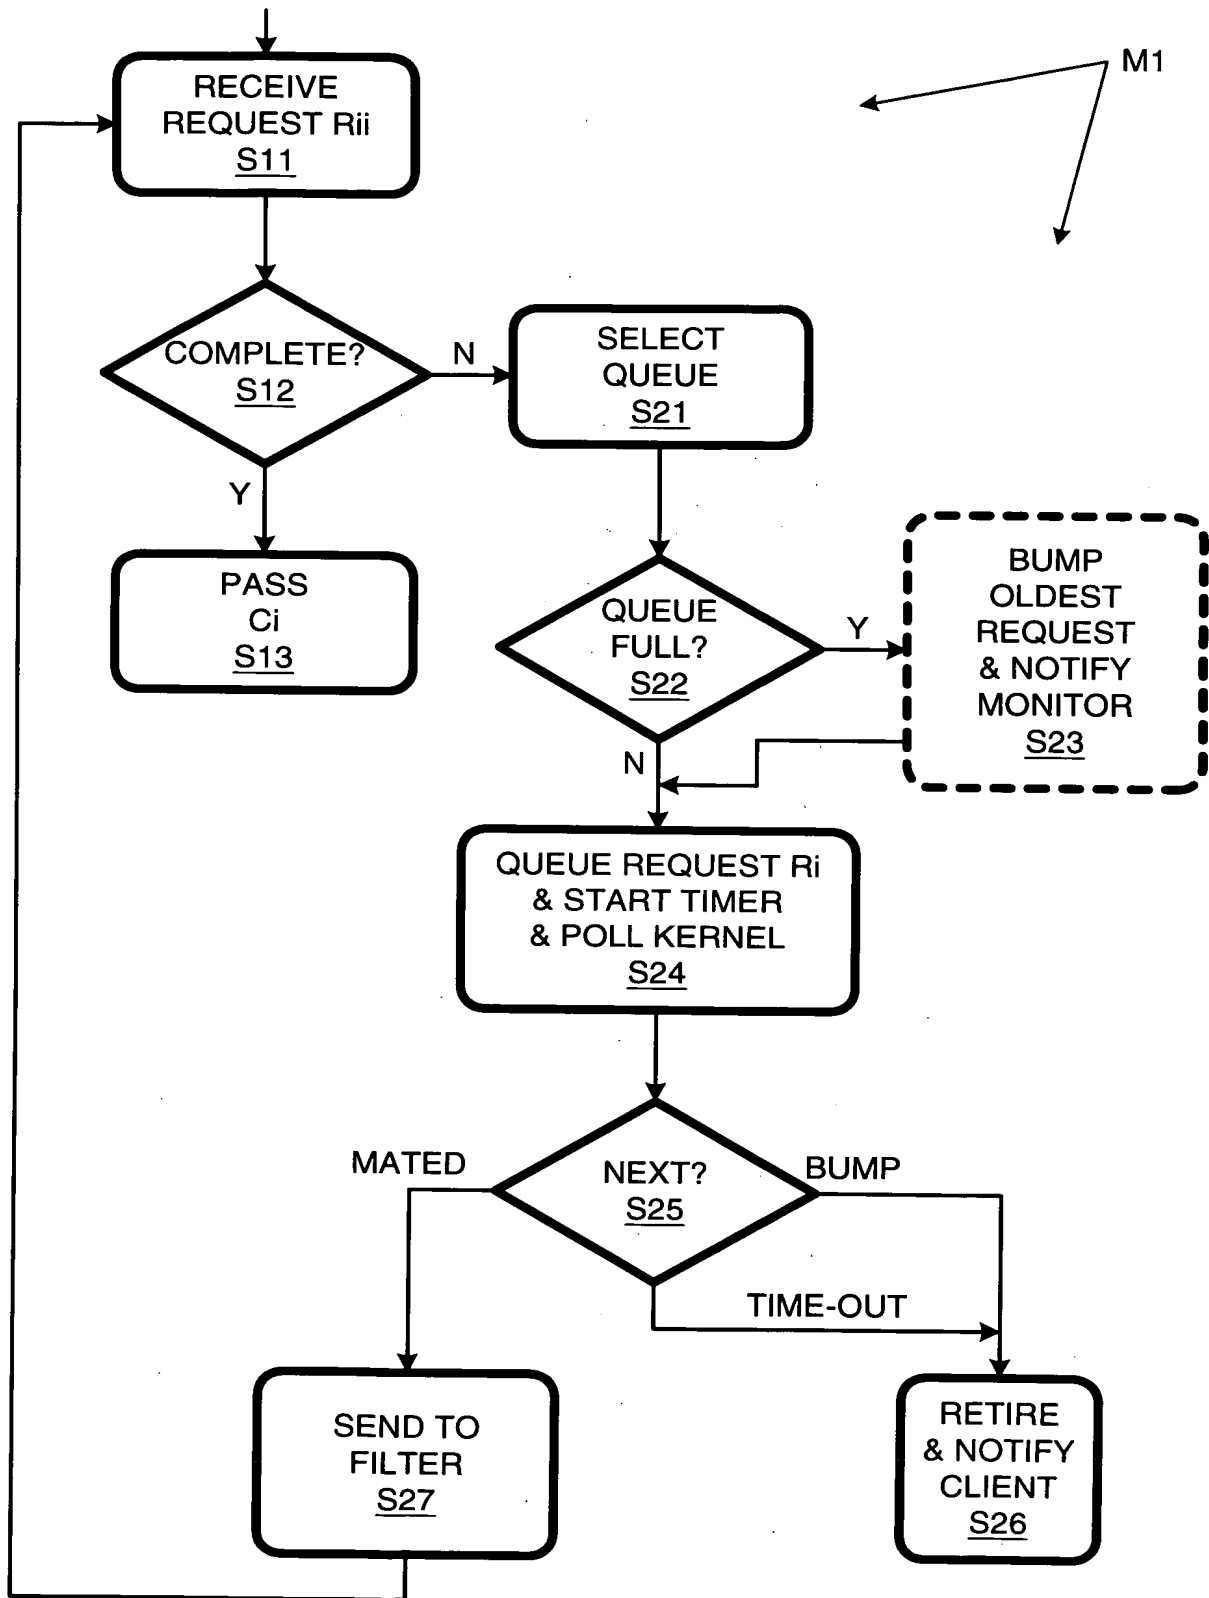 M1
RECEIVE
REQUEST Rii
S11
COMPLETE?
S12
N
SELECT
QUEUE
S21
Y
PASS
Ci
S13
QUEUE
FULL?
S22
Y
BUMP
OLDEST
REQUEST
& NOTIFY
MONITOR
S23
N
QUEUE REQUEST Ri
& START TIMER
& POLL KERNEL
S24
MATED
NEXT?
S25
BUMP
TIME-OUT
SEND TO
FILTER
S27
RETIRE
& NOTIFY
CLIENT
S26